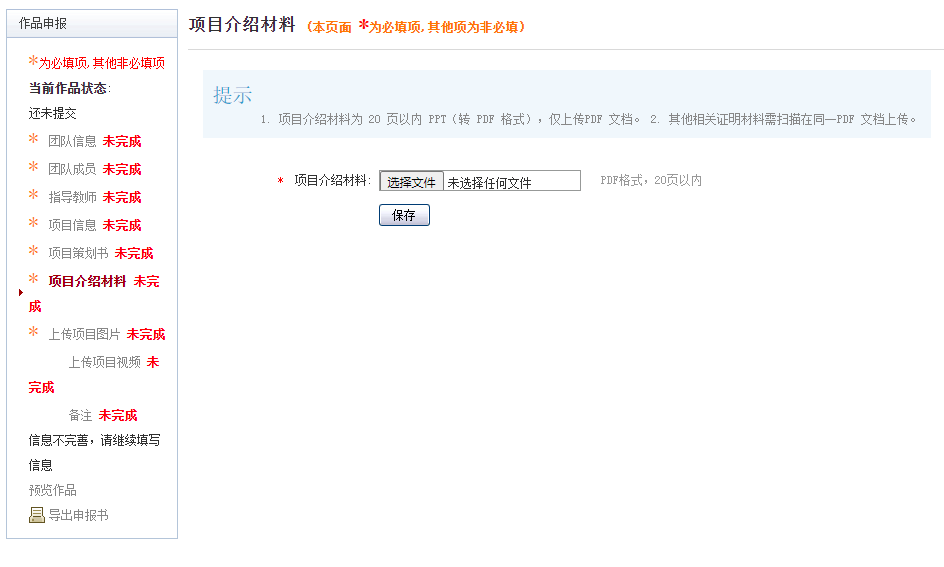 作品申报
*为必填项,其他非必填项
当前作品状态:
还未提交
* 团队信息 未完成
* 团队成员 未完成
* 指导教师 未完成
* 项目信息 未完成
* 项目策划书 未完成
* 项目介绍材料 未完
成
* 上传项目图片 未完成
上传项目视频 未
完成
备注 未完成
信息不完善，请继续填写
信息
预览作品
导出申报书
项目介绍材料 (本页面 *为必填项,其他项为非必填)
提示
1. 项目介绍材料为 20 页以内 PPT（转 PDF 格式），仅上传PDF 文档。 2. 其他相关证明材料需扫描在同一PDF 文档上传。
* 项目介绍材料: 选择文件 未选择任何文件 PDF格式，20页以内
保存